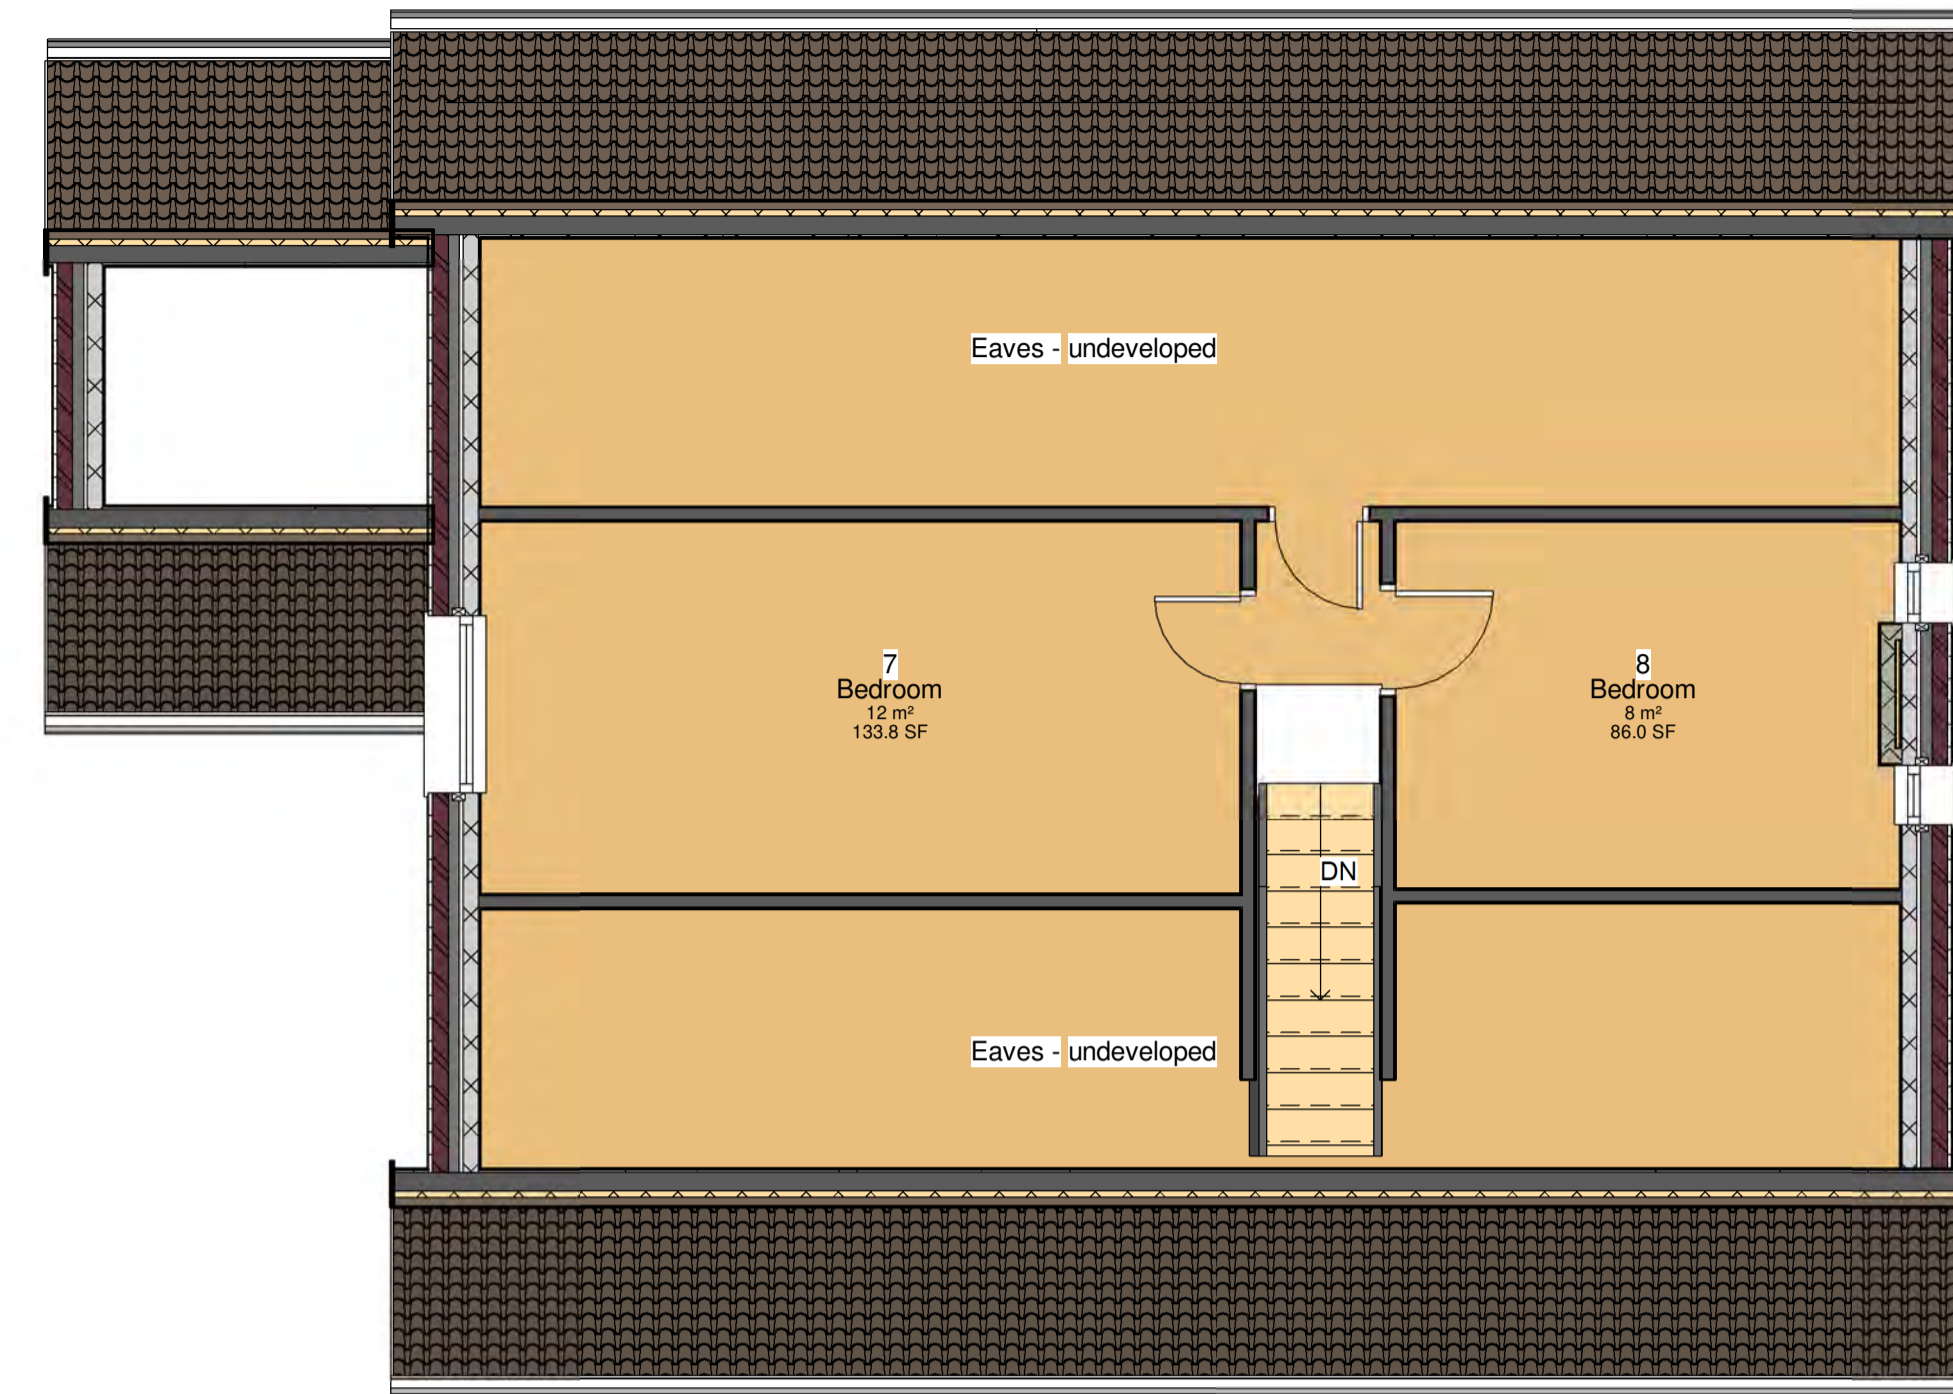 Eaves - undeveloped
7
Bedroom
12 m²
133.8 SF
8
Bedroom
8 m²
86.0 SF
DN
Eaves - undeveloped